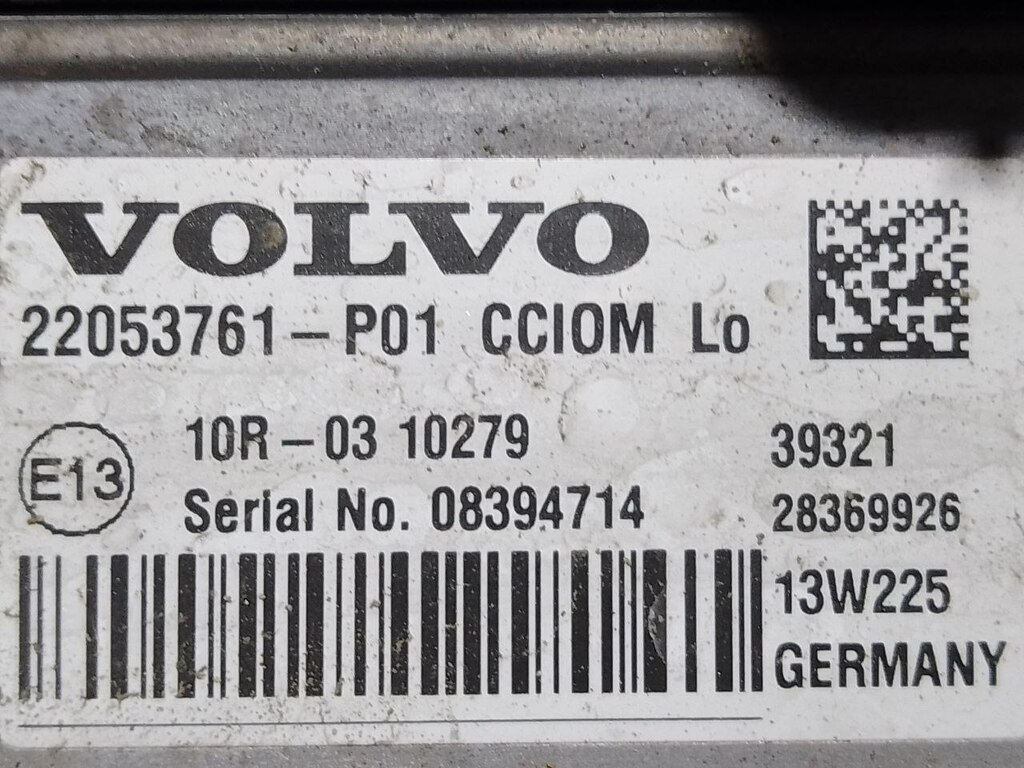 VOLVO
22053761-P01 CCIOM Lo
10R-03 10279
39321
E13
Serial No. 08394714
28369926
13W225
GERMANY